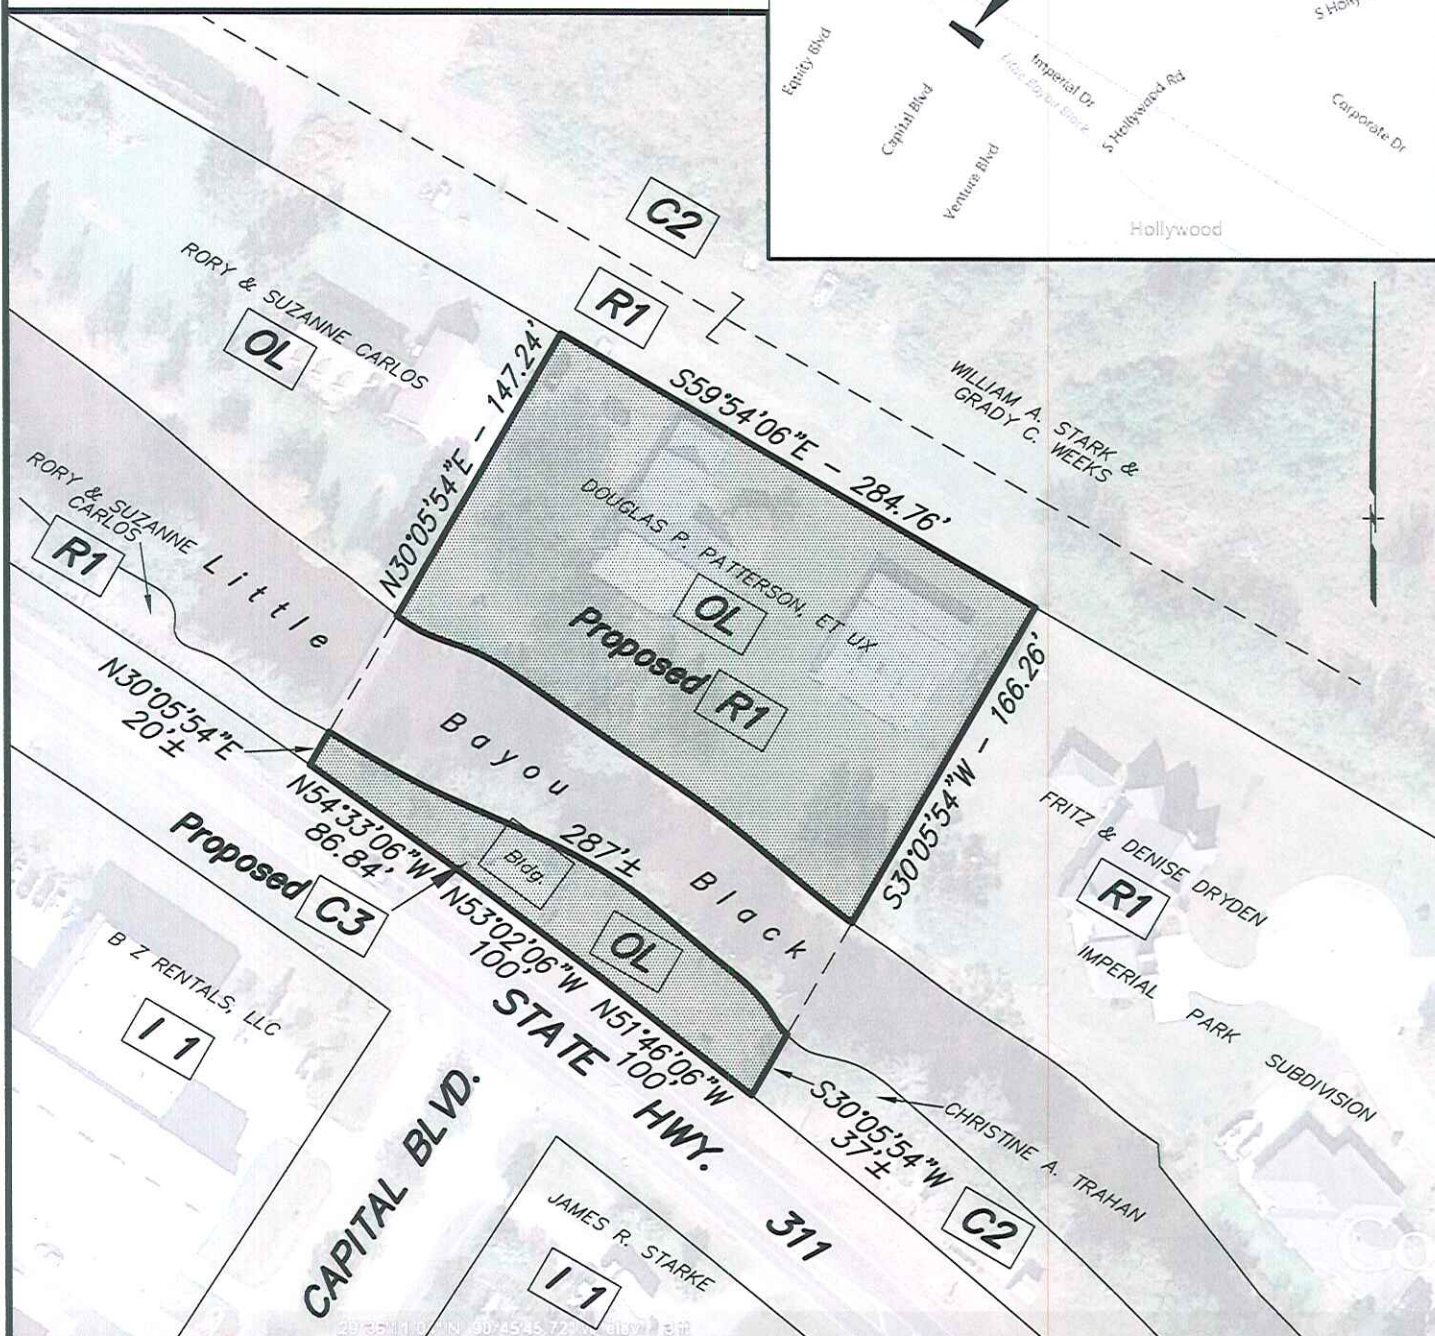 Equity Blvd
Capital Blvd
Venture Blvd
Imperial Dr
S Hollywood Rd
Corporate Dr
Hollywood
C2
R1
RORY & SUZANNE CARLOS
OL
WILLIAM A. STARK &
GRADY C. WEEKS
N30°05'54"E - 147.24'
S59°54'06"E - 284.76'
DOUGLAS P. PATTERSON, ET UX
OL
Proposed R1
S30°05'54"W - 166.26'
RORY & SUZANNE
CARLOS
R1
Little Bayou Black
N30°05'54"E
20'±
N54°33'06"W
86.84'
287'±
Bldg.
Proposed C3
N53°02'06"W
100'
OL
N51°46'06"W
100'
S30°05'54"W
37'±
FRITZ & DENISE DRYDEN
R1
IMPERIAL PARK SUBDIVISION
CHRISTINE A. TRAHAN
C2
B Z RENTALS, LLC
I 1
STATE HWY. 311
CAPITAL BLVD.
JAMES R. STARKE
I 1